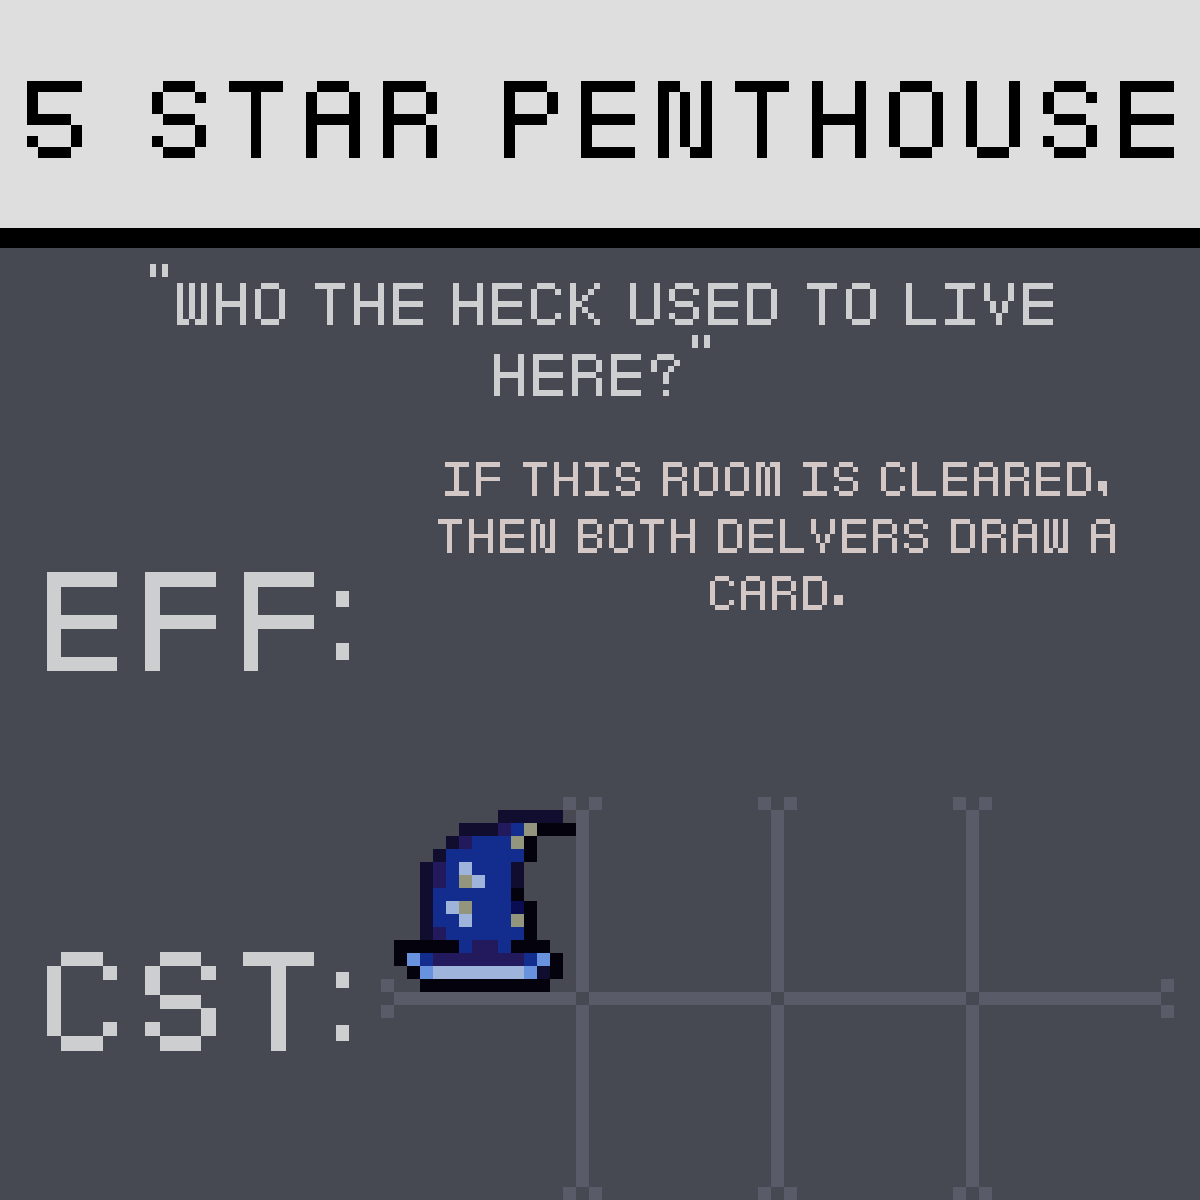 5 STAR PENTHOUSE
"WHO THE HECK USED TO LIVE
HERE?"
IF THIS ROOM IS CLEARED,
THEN BOTH DELVERS DRAW A
CARD.
EFF:
CST: